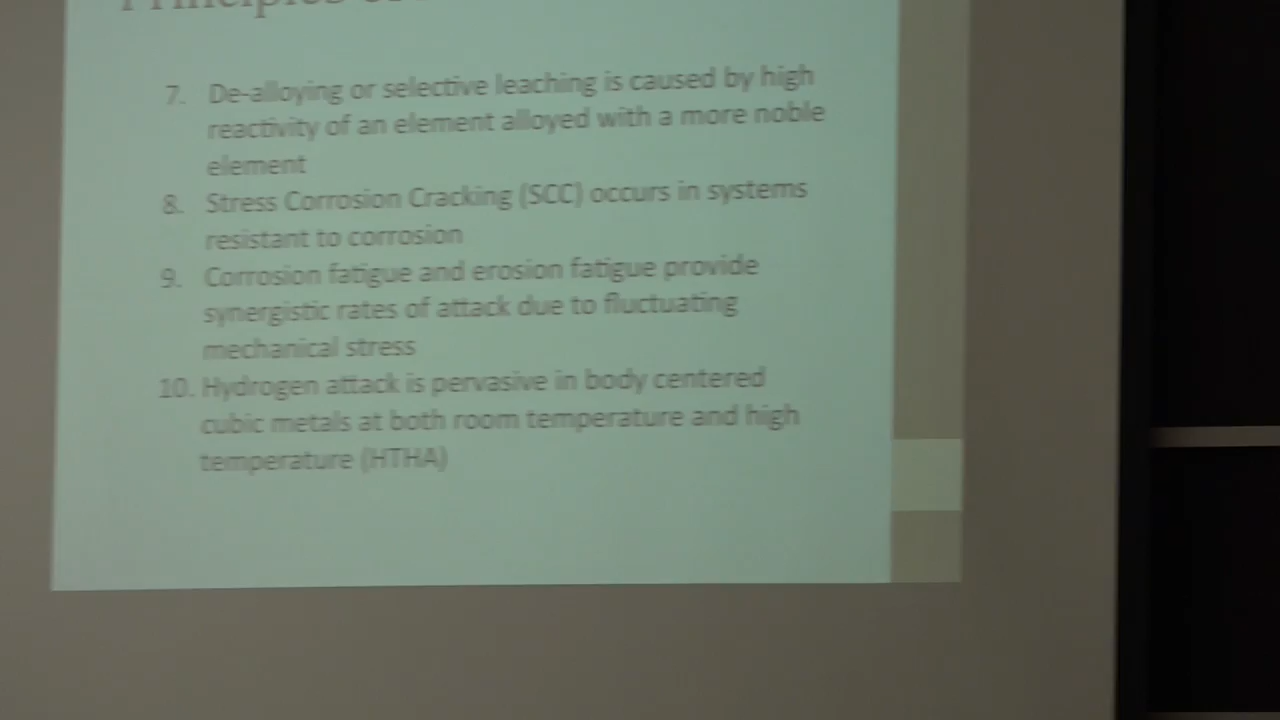 Principles
7. De-alloying or selective leaching is caused by high
reactivity of an element alloyed with a more noble
element
8. Stress Corrosion Cracking (SCC) occurs in systems
resistant to corrosion
9. Corrosion fatigue and erosion fatigue provide
synergistic rates of attack due to fluctuating
mechanical stress
10. Hydrogen attack is pervasive in body centered
cubic metals at both room temperature and high
temperature (HTHA)